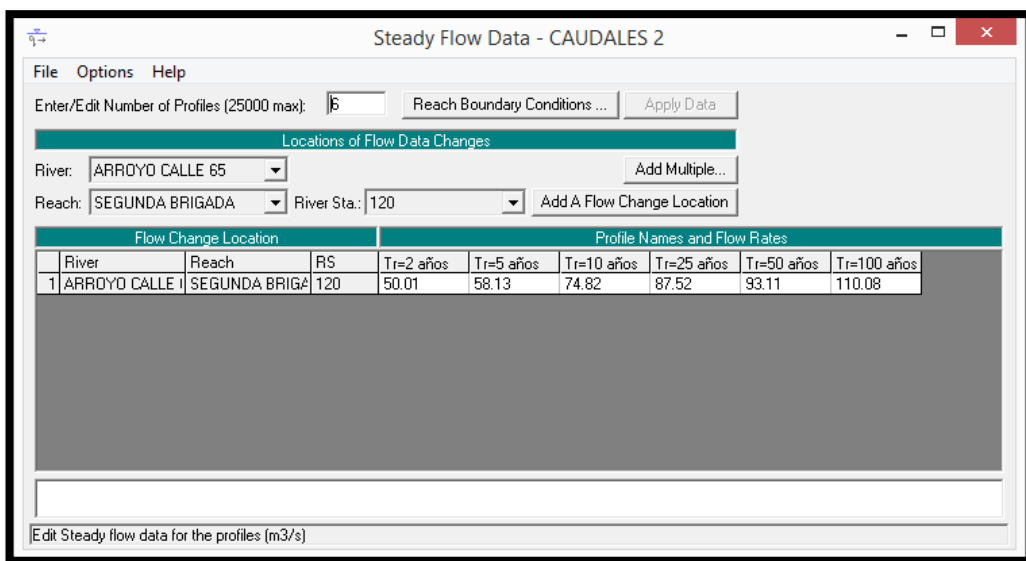 Steady Flow Data - CAUDALES 2
File Options Help
Enter/Edit Number of Profiles (25000 max): 6 Reach Boundary Conditions ... Apply Data
Locations of Flow Data Changes
River: ARROYO CALLE 65 Add Multiple...
Reach: SEGUNDA BRIGADA River Sta.: 120 Add A Flow Change Location
Flow Change Location Profile Names and Flow Rates
River Reach RS Tr=2 años Tr=5 años Tr=10 años Tr=25 años Tr=50 años Tr=100 años
1 ARROYO CALLE SEGUNDA BRIGA 120 50.01 58.13 74.82 87.52 93.11 110.08
Edit Steady flow data for the profiles (m3/s)